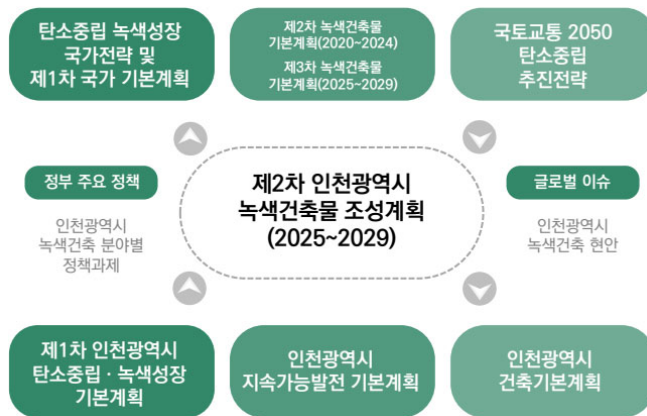 탄소중립 녹색성장
국가전략 및
제1차 국가 기본계획
제2차 녹색건축물
기본계획(2020~2024)
제3차 녹색건축물
기본계획(2025~2029)
국토교통 2050
탄소중립
추진전략
정부 주요 정책
인천광역시
녹색건축 분야별
정책과제
제2차 인천광역시
녹색건축물 조성계획
(2025~2029)
글로벌 이슈
인천광역시
녹색건축 현안
제1차 인천광역시
탄소중립 · 녹색성장
기본계획
인천광역시
지속가능발전 기본계획
인천광역시
건축기본계획